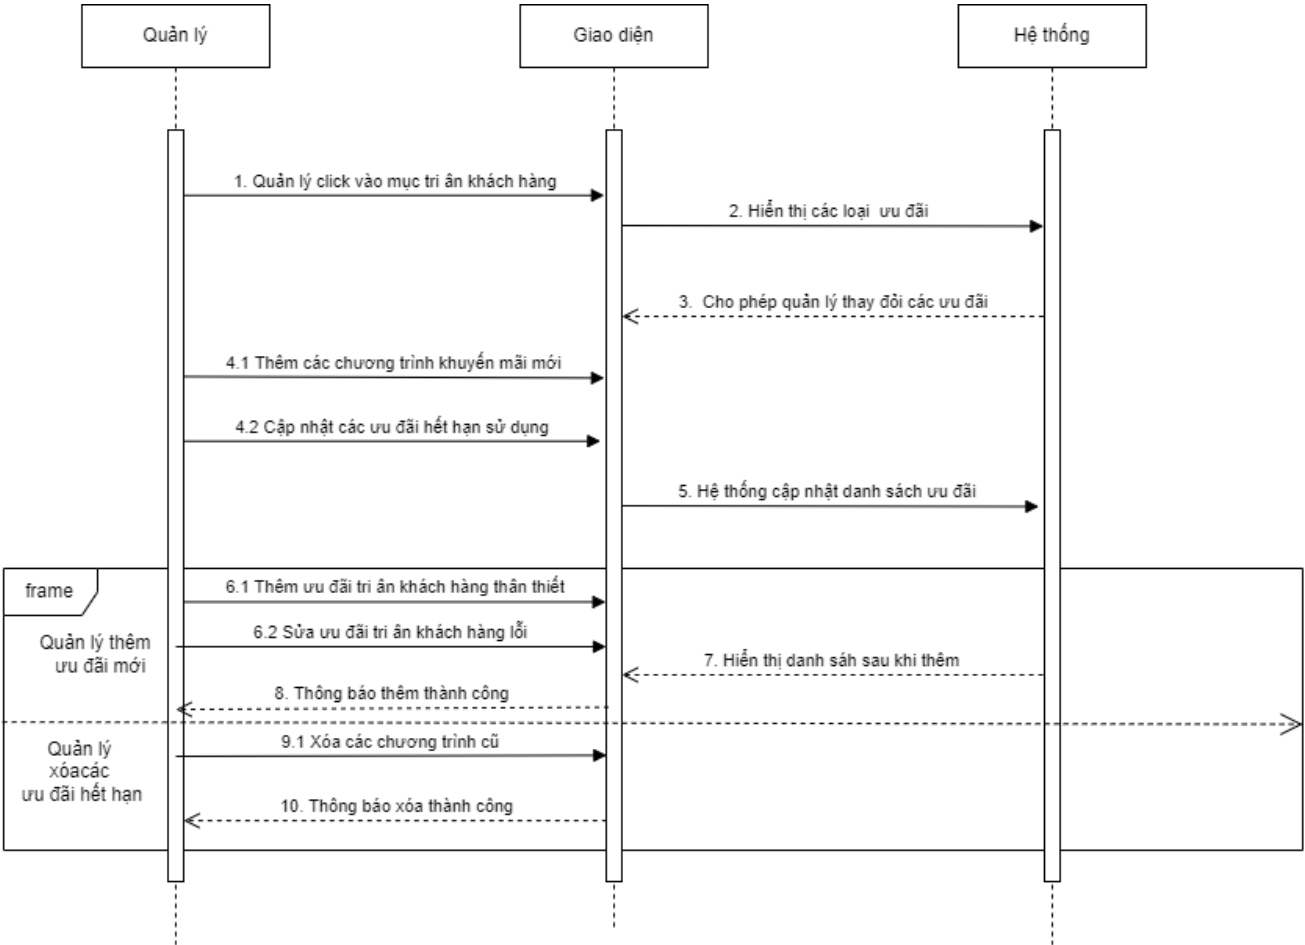 Quản lý
Giao diện
Hệ thống
1. Quản lý click vào mục tri ân khách hàng
2. Hiển thị các loại ưu đãi
3. Cho phép quản lý thay đỏi các ưu đãi
4.1 Thêm các chương trình khuyến mãi mới
4.2 Cập nhật các ưu đãi hết hạn sử dụng
5. Hệ thống cập nhật danh sách ưu đãi
frame
6.1 Thêm ưu đãi tri ân khách hàng thân thiết
6.2 Sửa ưu đãi tri ân khách hàng lỗi
Quản lý thêm
ưu đãi mới
7. Hiển thị danh sáh sau khi thêm
8. Thông báo thêm thành công
9.1 Xóa các chương trình cũ
Quản lý
xóacác
ưu đãi hết hạn
10. Thông báo xóa thành công